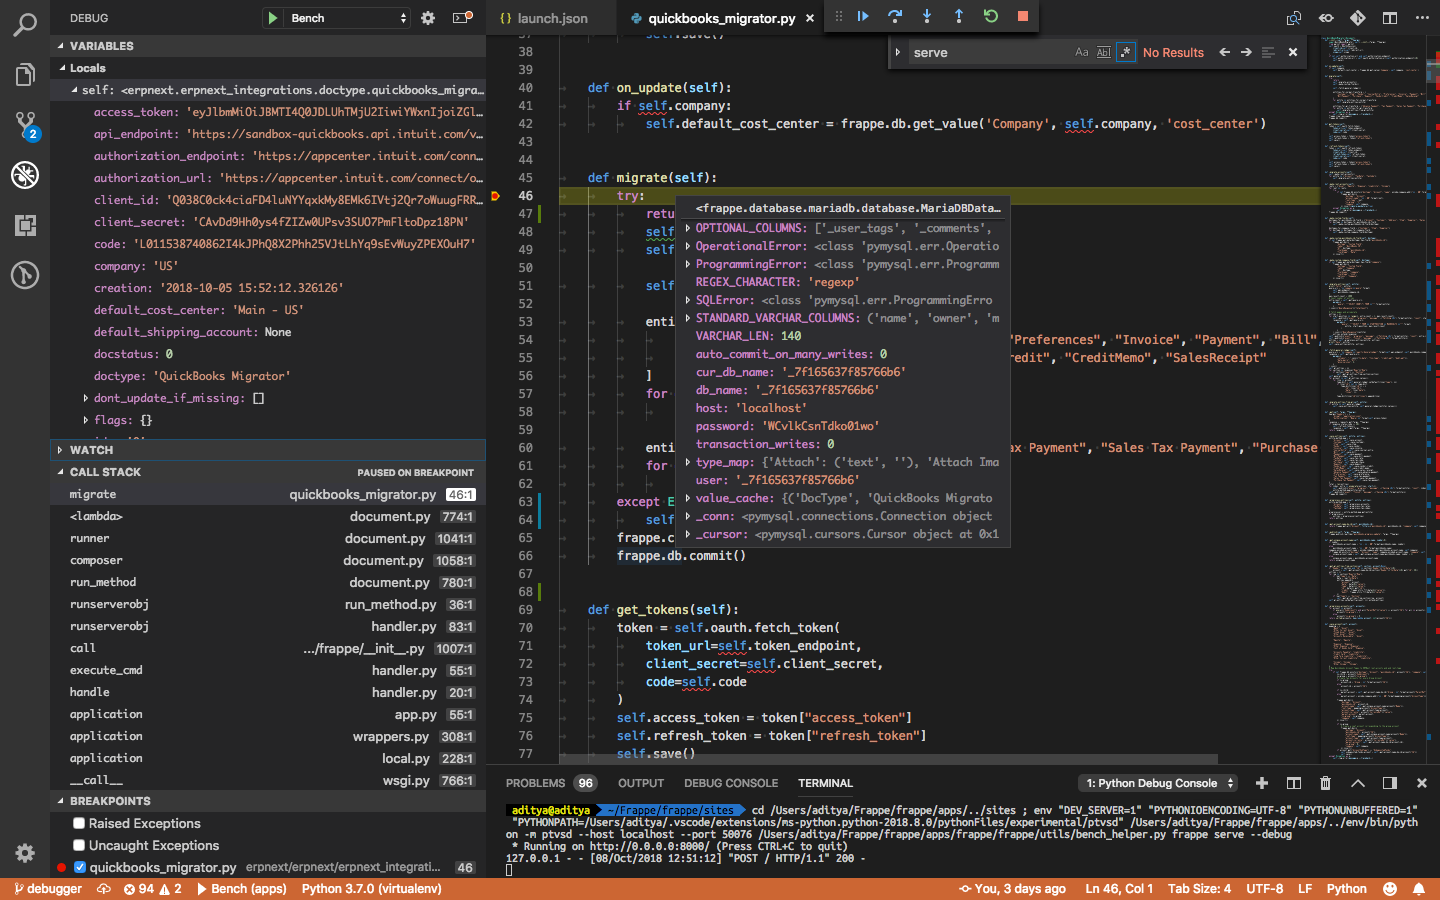 DEBUG
Bench
VARIABLES
Locals
self: <erpnext.erpnext_integrations.doctype.quickbooks_migra...
access_token: 'eyJlbmMiOiJBMTI4Q0JDLUhTMjU2IiwiYWxnIjoiZGl...
api_endpoint: 'https://sandbox-quickbooks.api.intuit.com/v...
authorization_endpoint: 'https://appcenter.intuit.com/conn...
authorization_url: 'https://appcenter.intuit.com/connect/o...
client_id: 'Q038C0ck4ciaFD4luNYYqxkMy8EMk6IVtj2Qr7oWuugFRR...
client_secret: 'CAvDd9Hh0ys4fZIZw0UPsv3SUO7PmFltoDpz18PN'
code: 'L011538740862I4kJPhQ8X2Phh25VJtLhYq9sEvWuyZPEXOuH7'
company: 'US'
creation: '2018-10-05 15:52:12.326126'
default_cost_center: 'Main - US'
default_shipping_account: None
docstatus: 0
doctype: 'QuickBooks Migrator'
dont_update_if_missing: []
flags: {}
WATCH
CALL STACK PAUSED ON BREAKPOINT
migrate quickbooks_migrator.py 46:1
<lambda> document.py 774:1
runner document.py 1041:1
composer document.py 1058:1
run_method document.py 780:1
runserverobj run_method.py 36:1
runserverobj handler.py 83:1
call .../frappe/__init__.py 1007:1
execute_cmd handler.py 55:1
handle handler.py 20:1
application app.py 55:1
application wrappers.py 308:1
application local.py 228:1
__call__ wsgi.py 766:1
BREAKPOINTS
Raised Exceptions
Uncaught Exceptions
quickbooks_migrator.py erpnext/erpnext_integrati... 46
2
{} launch.json
quickbooks_migrator.py
serve Aa Abl .* No Results
37 self.save()
38
39
40 def on_update(self):
41 if self.company:
42 self.default_cost_center = frappe.db.get_value('Company', self.company, 'cost_center')
43
44
45 def migrate(self):
46 try:
47 retu
48 self
49 self
50
51 self
52
53 enti
54 "Preferences", "Invoice", "Payment", "Bill",
55 redit", "CreditMemo", "SalesReceipt"
56 ]
57 for
58
59
60 enti ax Payment", "Sales Tax Payment", "Purchase
61 for
62
63 except E
64 self
65 frappe.c
66 frappe.db.commit()
67
68
69 def get_tokens(self):
70 token = self.oauth.fetch_token(
71 token_url=self.token_endpoint,
72 client_secret=self.client_secret,
73 code=self.code
74 )
75 self.access_token = token["access_token"]
76 self.refresh_token = token["refresh_token"]
77 self.save()
<frappe.database.mariadb.database.MariaDBData...
OPTIONAL_COLUMNS: ['_user_tags', '_comments',
OperationalError: <class 'pymysql.err.Operatio
ProgrammingError: <class 'pymysql.err.Programm
REGEX_CHARACTER: 'regexp'
SQLError: <class 'pymysql.err.ProgrammingErro
STANDARD_VARCHAR_COLUMNS: ('name', 'owner', 'm
VARCHAR_LEN: 140
auto_commit_on_many_writes: 0
cur_db_name: '_7f165637f85766b6'
db_name: '_7f165637f85766b6'
host: 'localhost'
password: 'WCvlkCsnTdko01wo'
transaction_writes: 0
type_map: {'Attach': ('text', ''), 'Attach Ima
user: '_7f165637f85766b6'
value_cache: {('DocType', 'QuickBooks Migrato
_conn: <pymysql.connections.Connection object
_cursor: <pymysql.cursors.Cursor object at 0x1
PROBLEMS 96 OUTPUT DEBUG CONSOLE TERMINAL 1: Python Debug Console
aditya@aditya ~/Frappe/frappe/sites cd /Users/aditya/Frappe/frappe/apps/../sites ; env "DEV_SERVER=1" "PYTHONIOENCODING=UTF-8" "PYTHONUNBUFFERED=1"
"PYTHONPATH=/Users/aditya/.vscode/extensions/ms-python.python-2018.8.0/pythonFiles/experimental/ptvsd" /Users/aditya/Frappe/frappe/apps/../env/bin/pyth
on -m ptvsd --host localhost --port 50076 /Users/aditya/Frappe/frappe/apps/frappe/frappe/utils/bench_helper.py frappe serve --debug
* Running on http://0.0.0.0:8000/ (Press CTRL+C to quit)
127.0.0.1 - - [08/Oct/2018 12:51:12] "POST / HTTP/1.1" 200 -
debugger 94 2 Bench (apps) Python 3.7.0 (virtualenv) You, 3 days ago Ln 46, Col 1 Tab Size: 4 UTF-8 LF Python